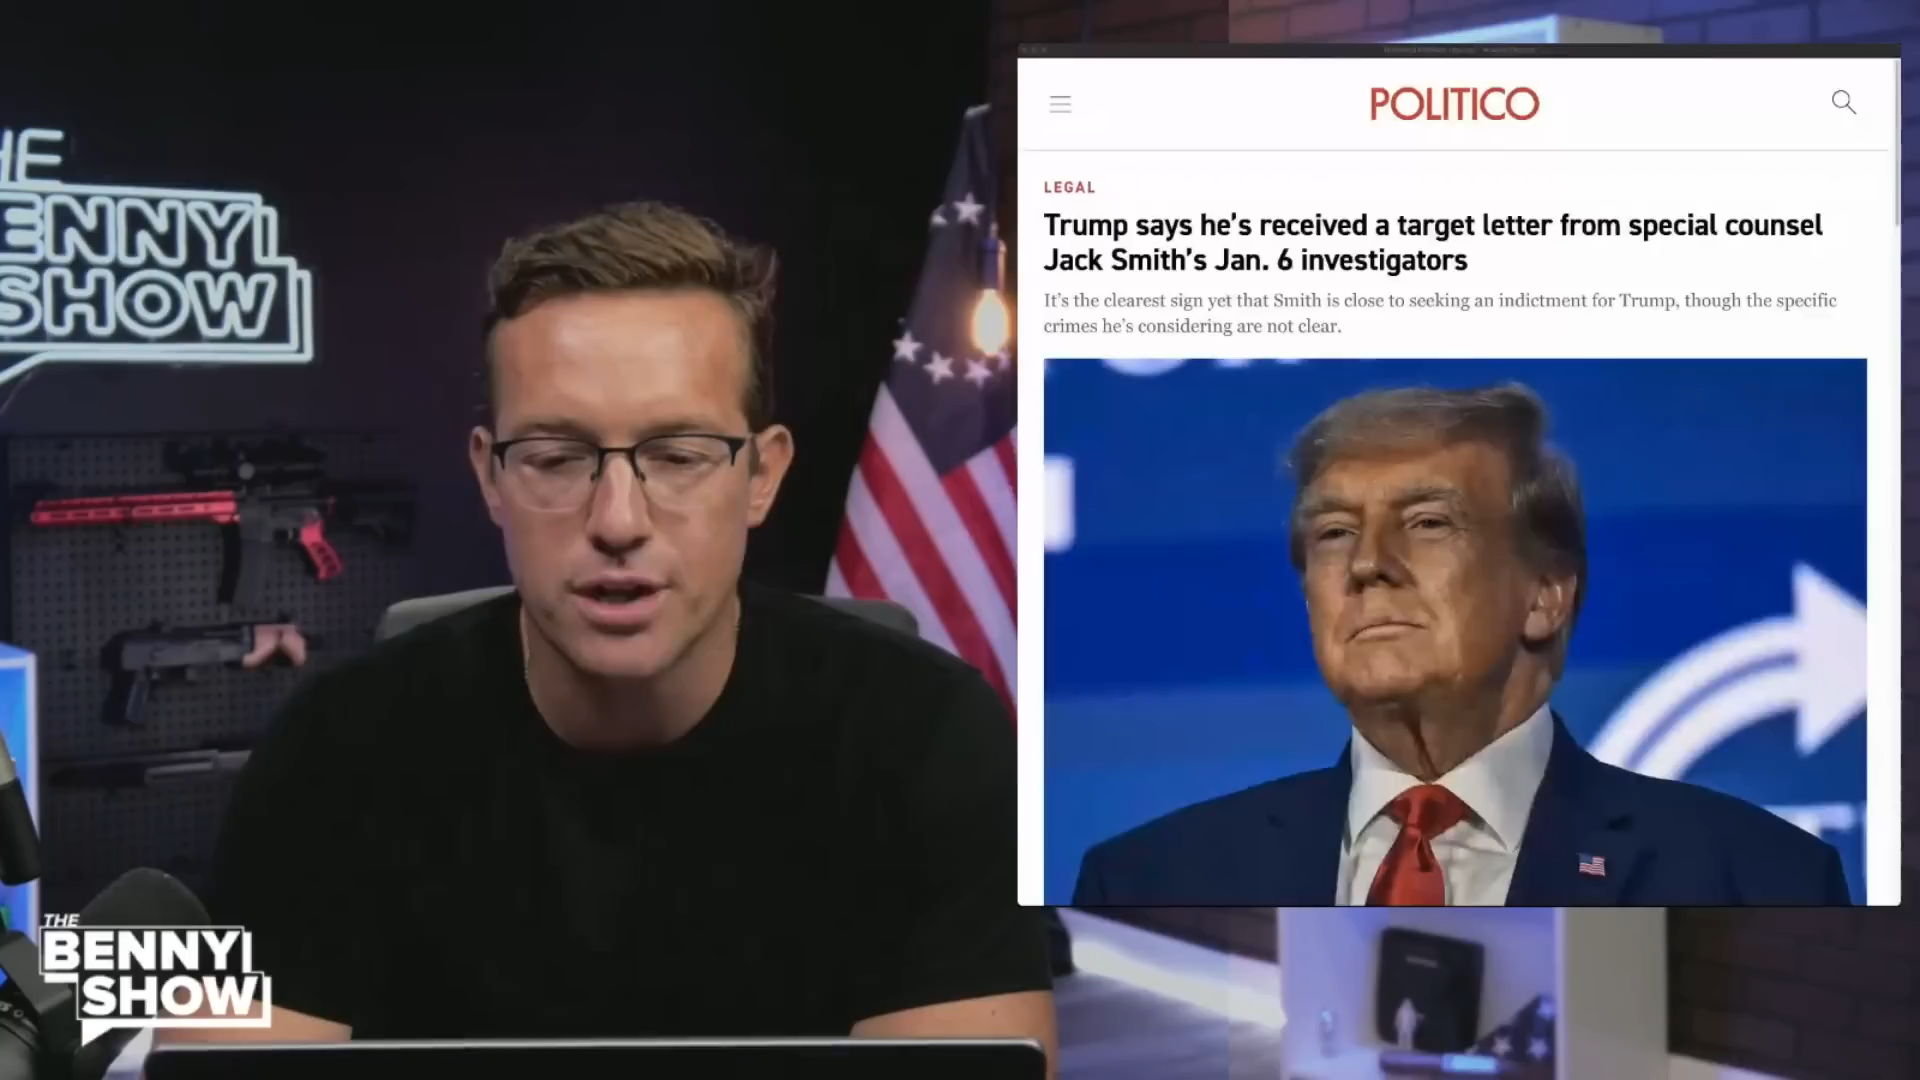 HE
ENNY
SHOW
POLITICO
LEGAL
Trump says he's received a target letter from special counsel
Jack Smith's Jan. 6 investigators
It's the clearest sign yet that Smith is close to seeking an indictment for Trump, though the specific
crimes he's considering are not clear.
THE
BENNY
SHOW